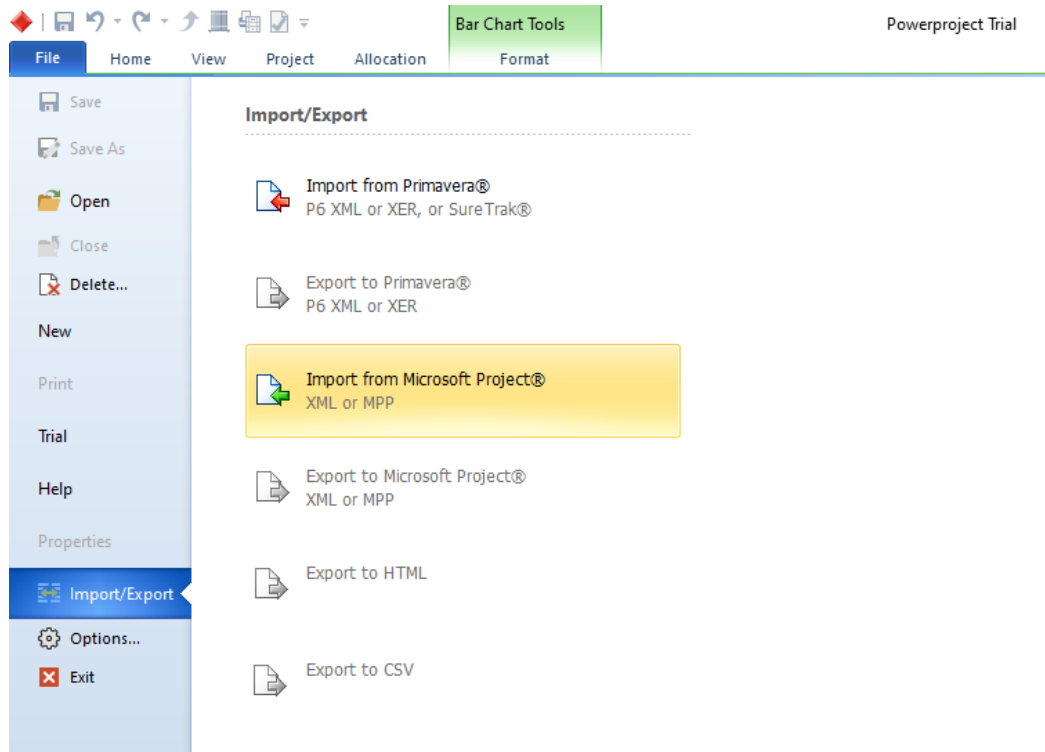 Bar Chart Tools
Powerproject Trial
File Home View Project Allocation Format
Save
Save As
Open
Close
Delete...
New
Print
Trial
Help
Properties
Import/Export
Options...
Exit
Import/Export
Import from Primavera®
P6 XML or XER, or SureTrak®
Export to Primavera®
P6 XML or XER
Import from Microsoft Project®
XML or MPP
Export to Microsoft Project®
XML or MPP
Export to HTML
Export to CSV